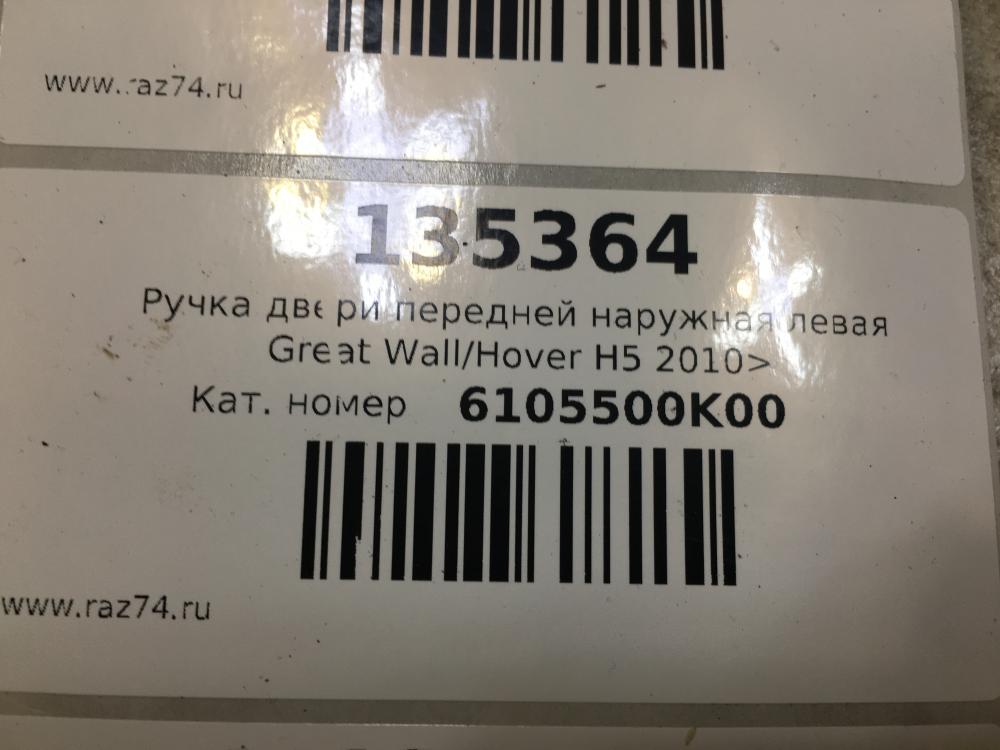 www.raz74.ru
135364
Ручка двери передней наружная левая
Great Wall/Hover H5 2010>
Кат. номер 6105500K00
www.raz74.ru